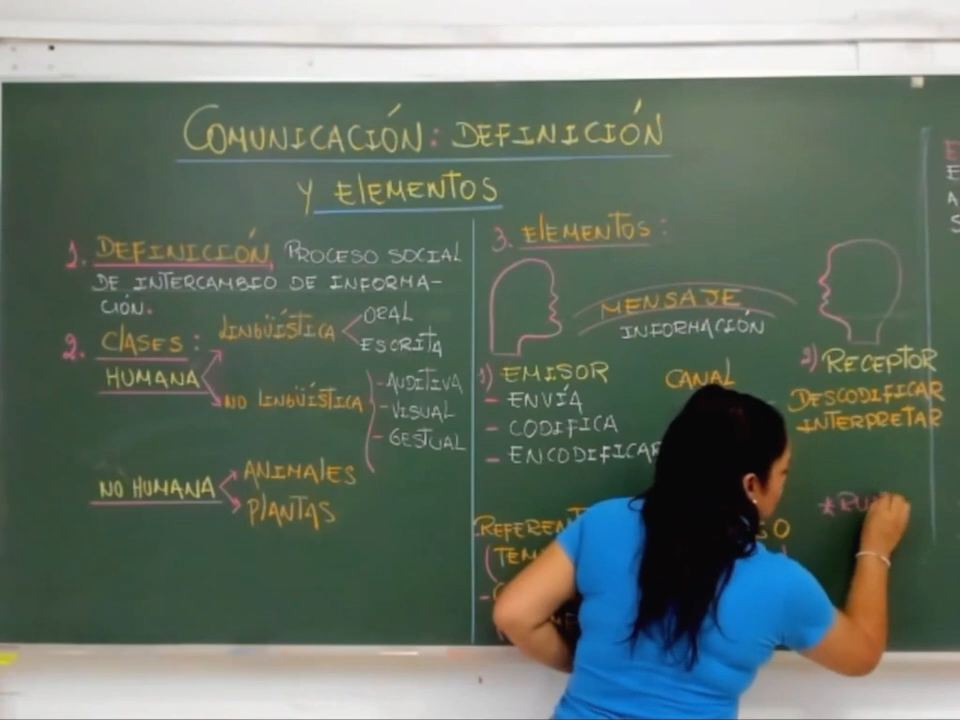 COMUNICACIÓN: DEFINICIÓN
Y ELEMENTOS
1. DEFINICIÓN PROCESO SOCIAL
DE INTERCAMBIO DE INFORMA-
CIÓN.
2. CLASES:
HUMANA
LINGÜÍSTICA
ORAL
ESCRITA
NO LINGÜÍSTICA
- AUDITIVA
- VISUAL
- GESTUAL
NO HUMANA
ANIMALES
PLANTAS
3. ELEMENTOS:
MENSAJE
INFORMACIÓN
1) EMISOR
- ENVÍA
- CODIFICA
- ENCODIFICAR
CANAL
2) RECEPTOR
DESCODIFICAR
INTERPRETAR